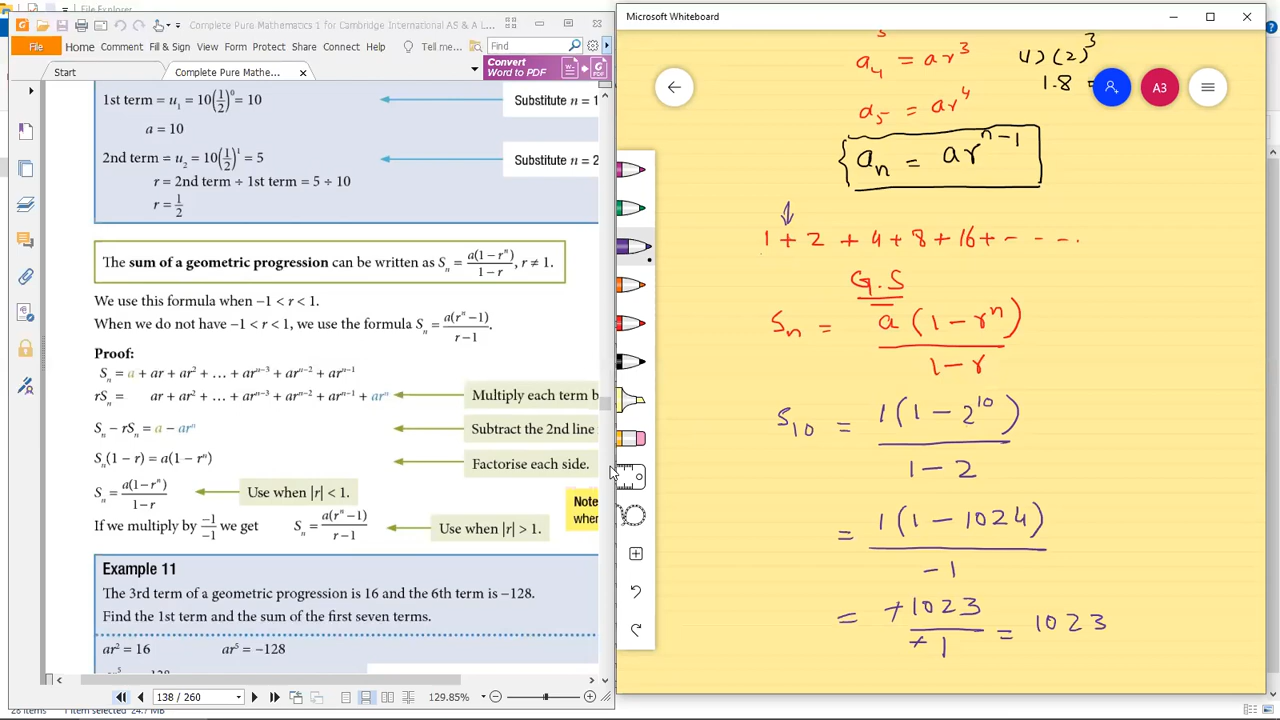 File Explorer
Complete Pure Mathematics 1 for Cambridge International AS & A L...
File Home Comment Fill & Sign View Form Protect Share Connect Help Tell me... Find
Start Complete Pure Mathe...
Convert
Word to PDF
1st term = u₁ = 10(1/2)⁰ = 10
Substitute n = 1
a = 10
2nd term = u₂ = 10(1/2)¹ = 5
Substitute n = 2
r = 2nd term ÷ 1st term = 5 ÷ 10
r = 1/2
The sum of a geometric progression can be written as Sₙ = a(1−rⁿ)/1−r, r ≠ 1.
We use this formula when −1 < r < 1.
When we do not have −1 < r < 1, we use the formula Sₙ = a(rⁿ−1)/r−1.
Proof:
Sₙ = a + ar + ar² + … + arⁿ⁻³ + arⁿ⁻² + arⁿ⁻¹
rSₙ = ar + ar² + … + arⁿ⁻³ + arⁿ⁻² + arⁿ⁻¹ + arⁿ
Multiply each term b
Sₙ − rSₙ = a − arⁿ
Subtract the 2nd line
Sₙ(1 − r) = a(1 − rⁿ)
Factorise each side.
Sₙ = a(1−rⁿ)/1−r
Use when |r| < 1.
Note
when
If we multiply by −1/−1 we get Sₙ = a(rⁿ−1)/r−1
Use when |r| > 1.
Example 11
The 3rd term of a geometric progression is 16 and the 6th term is −128.
Find the 1st term and the sum of the first seven terms.
ar² = 16 ar⁵ = −128
138 / 260 129.85%
Microsoft Whiteboard
A3
a₄ = ar³
(2)³
1.8
a₅ = ar⁴
aₙ = arⁿ⁻¹
1 + 2 + 4 + 8 + 16 + - - - -.
G.S
Sₙ = a(1 − rⁿ)/1 − r
S₁₀ = 1(1 − 2¹⁰)/1 − 2
= 1(1 − 1024)/−1
= +1023/+1 = 1023